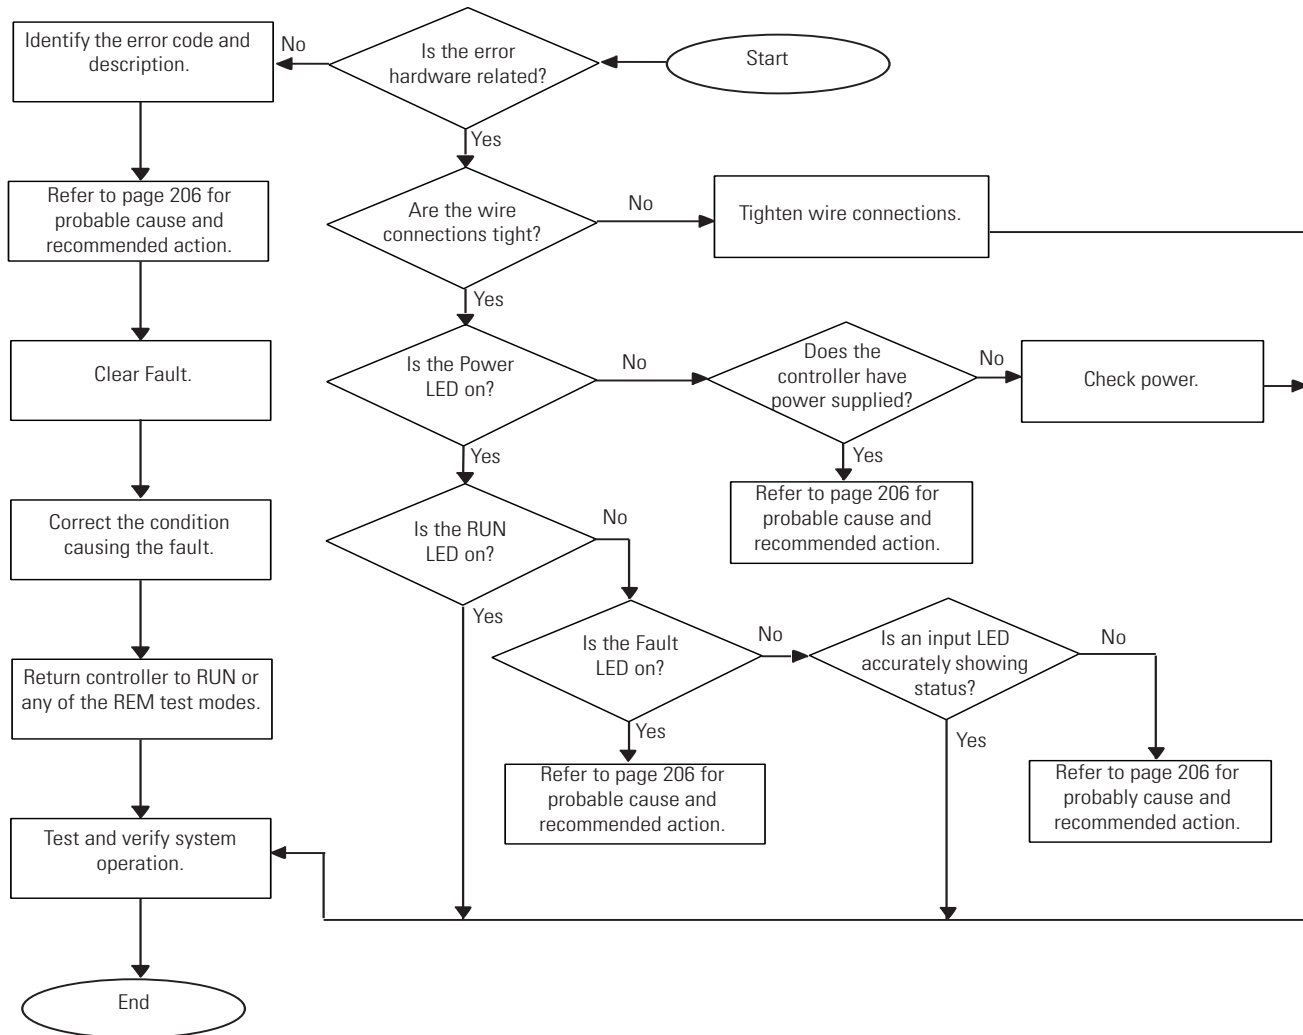 Start
Is the error
hardware related?
No
Identify the error code and
description.
Yes
Refer to page 206 for
probable cause and
recommended action.
Are the wire
connections tight?
No
Tighten wire connections.
Yes
Clear Fault.
Is the Power
LED on?
No
Does the
controller have
power supplied?
No
Check power.
Yes
Yes
Refer to page 206 for
probable cause and
recommended action.
Correct the condition
causing the fault.
Is the RUN
LED on?
No
Yes
Is the Fault
LED on?
No
Is an input LED
accurately showing
status?
No
Return controller to RUN or
any of the REM test modes.
Yes
Yes
Refer to page 206 for
probable cause and
recommended action.
Refer to page 206 for
probably cause and
recommended action.
Test and verify system
operation.
End